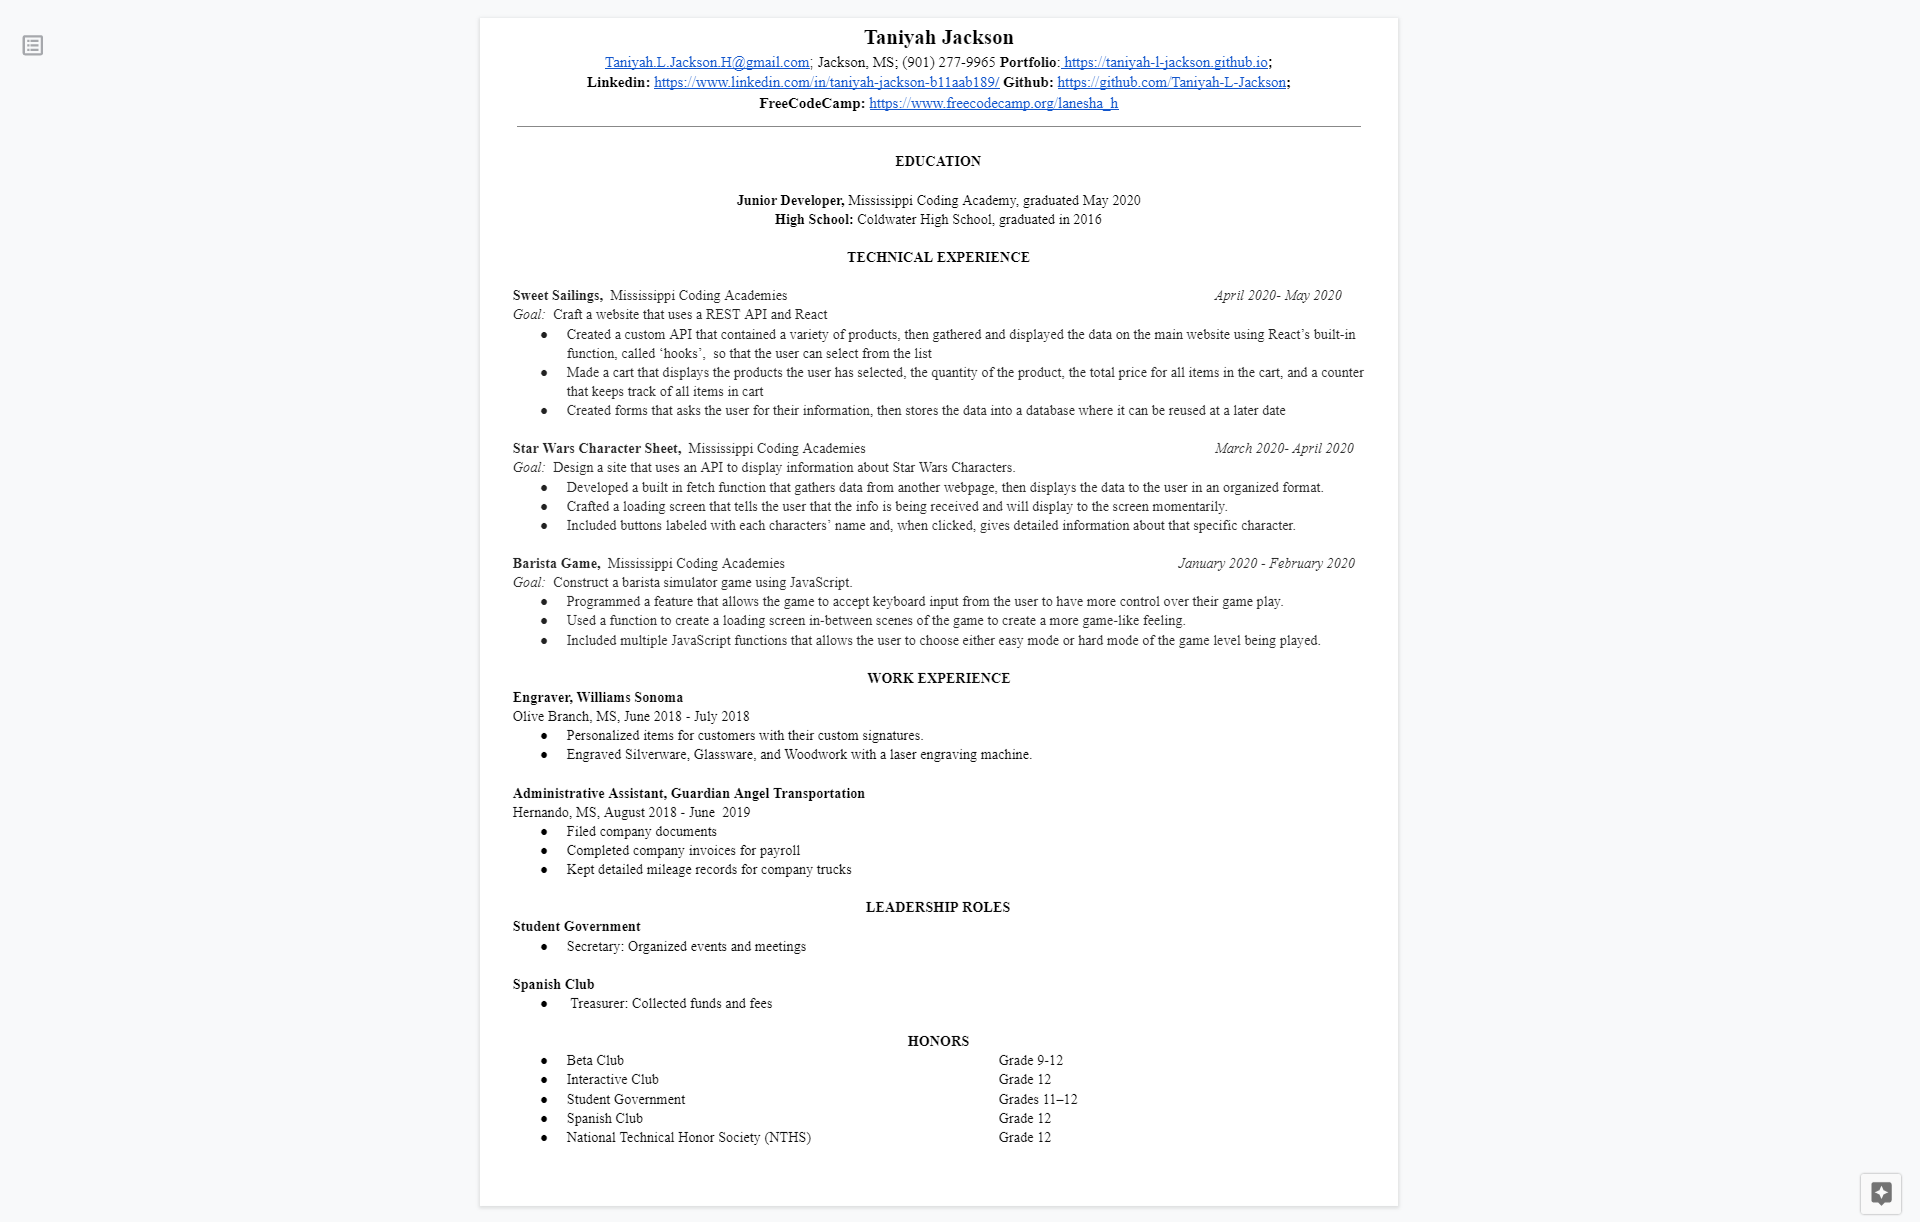 Taniyah Jackson
Taniyah.L.Jackson.H@gmail.com; Jackson, MS; (901) 277-9965 Portfolio: https://taniyah-l-jackson.github.io;
Linkedin: https://www.linkedin.com/in/taniyah-jackson-b11aab189/ Github: https://github.com/Taniyah-L-Jackson;
FreeCodeCamp: https://www.freecodecamp.org/lanesha_h
EDUCATION
Junior Developer, Mississippi Coding Academy, graduated May 2020
High School: Coldwater High School, graduated in 2016
TECHNICAL EXPERIENCE
Sweet Sailings, Mississippi Coding Academies April 2020- May 2020
Goal: Craft a website that uses a REST API and React
● Created a custom API that contained a variety of products, then gathered and displayed the data on the main website using React’s built-in
function, called ‘hooks’, so that the user can select from the list
● Made a cart that displays the products the user has selected, the quantity of the product, the total price for all items in the cart, and a counter
that keeps track of all items in cart
● Created forms that asks the user for their information, then stores the data into a database where it can be reused at a later date
Star Wars Character Sheet, Mississippi Coding Academies March 2020- April 2020
Goal: Design a site that uses an API to display information about Star Wars Characters.
● Developed a built in fetch function that gathers data from another webpage, then displays the data to the user in an organized format.
● Crafted a loading screen that tells the user that the info is being received and will display to the screen momentarily.
● Included buttons labeled with each characters’ name and, when clicked, gives detailed information about that specific character.
Barista Game, Mississippi Coding Academies January 2020 - February 2020
Goal: Construct a barista simulator game using JavaScript.
● Programmed a feature that allows the game to accept keyboard input from the user to have more control over their game play.
● Used a function to create a loading screen in-between scenes of the game to create a more game-like feeling.
● Included multiple JavaScript functions that allows the user to choose either easy mode or hard mode of the game level being played.
WORK EXPERIENCE
Engraver, Williams Sonoma
Olive Branch, MS, June 2018 - July 2018
● Personalized items for customers with their custom signatures.
● Engraved Silverware, Glassware, and Woodwork with a laser engraving machine.
Administrative Assistant, Guardian Angel Transportation
Hernando, MS, August 2018 - June 2019
● Filed company documents
● Completed company invoices for payroll
● Kept detailed mileage records for company trucks
LEADERSHIP ROLES
Student Government
● Secretary: Organized events and meetings
Spanish Club
● Treasurer: Collected funds and fees
HONORS
● Beta Club Grade 9-12
● Interactive Club Grade 12
● Student Government Grades 11–12
● Spanish Club Grade 12
● National Technical Honor Society (NTHS) Grade 12